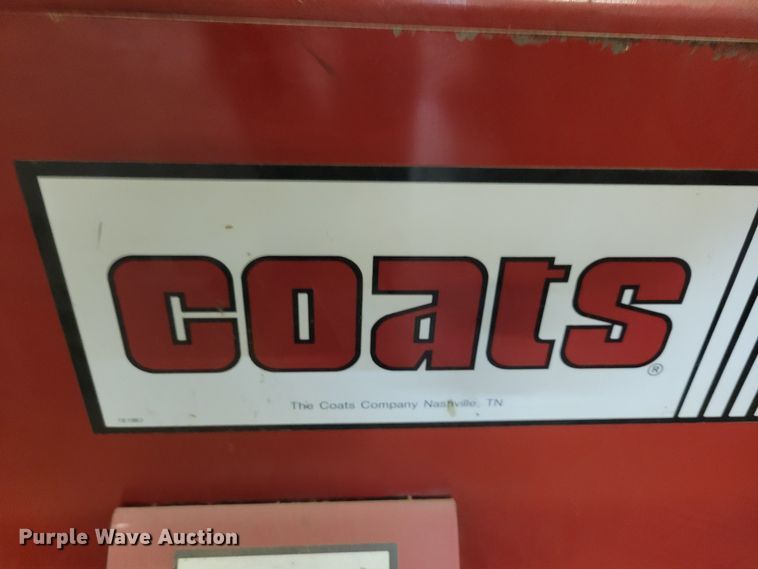 coats®
The Coats Company Nashville, TN
Purple Wave Auction